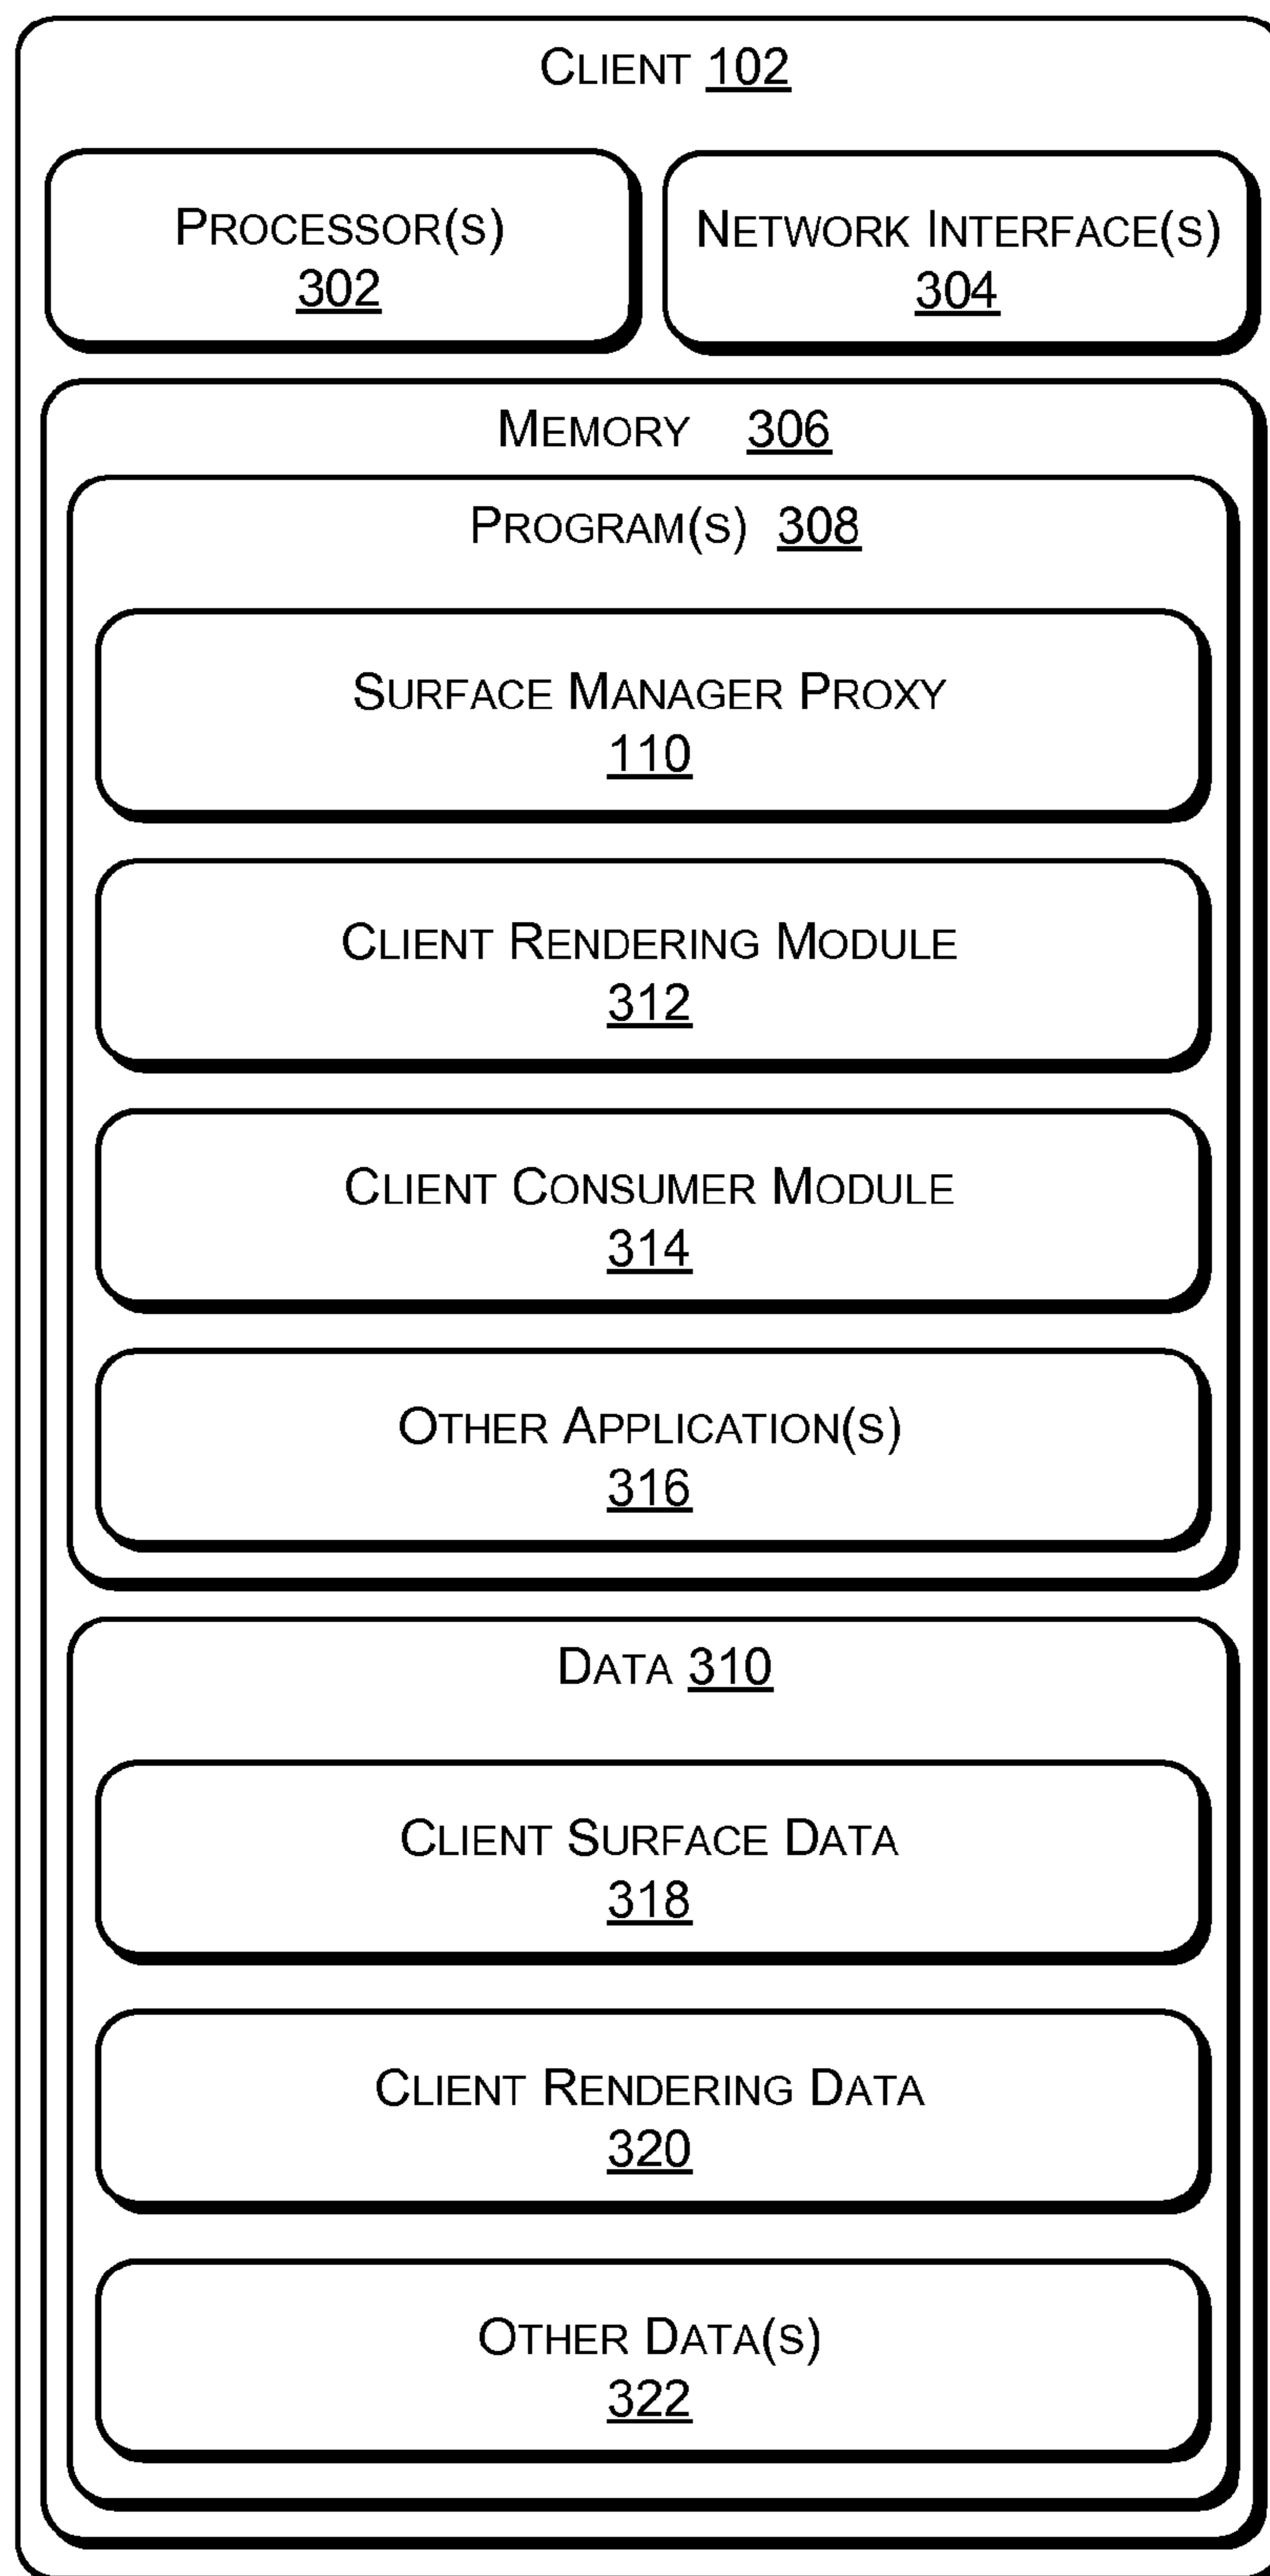 CLIENT 102
PROCESSOR(S)
302
NETWORK INTERFACE(S)
304
MEMORY 306
PROGRAM(S) 308
SURFACE MANAGER PROXY
110
CLIENT RENDERING MODULE
312
CLIENT CONSUMER MODULE
314
OTHER APPLICATION(S)
316
DATA 310
CLIENT SURFACE DATA
318
CLIENT RENDERING DATA
320
OTHER DATA(S)
322